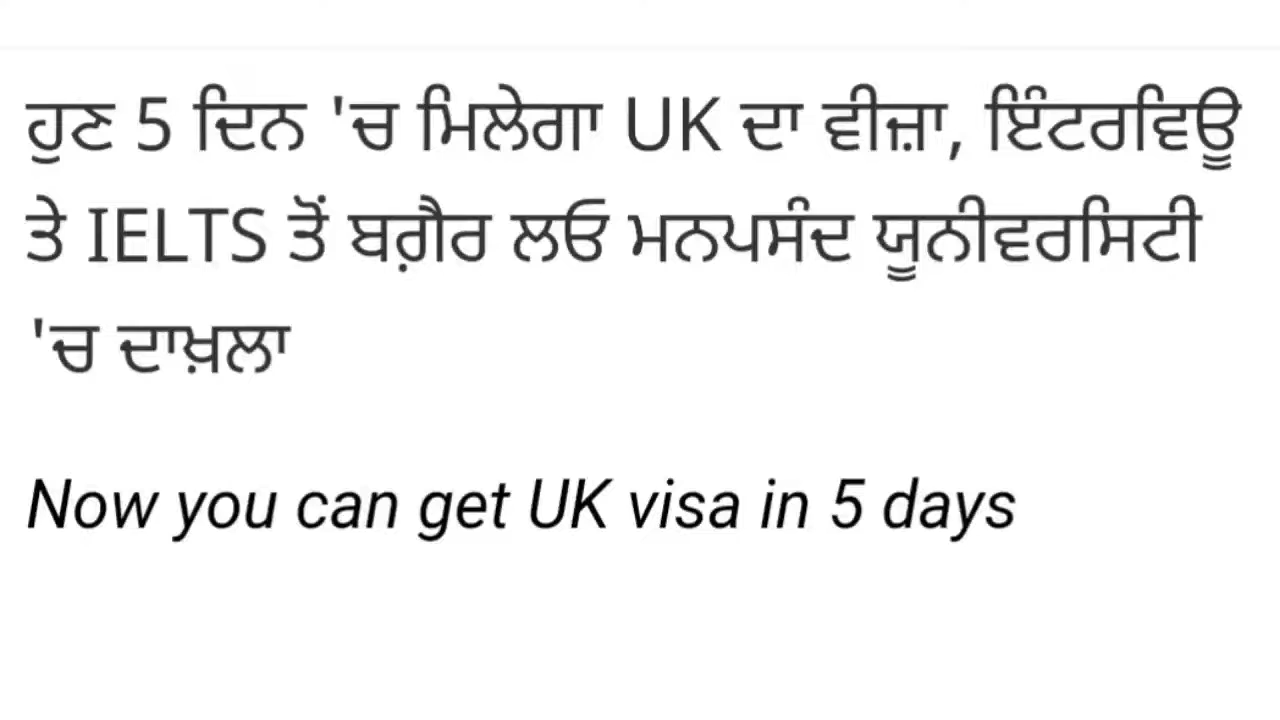 ਹੁਣ 5 ਦਿਨ 'ਚ ਮਿਲੇਗਾ UK ਦਾ ਵੀਜ਼ਾ, ਇੰਟਰਵਿਊ
ਤੇ IELTS ਤੋਂ ਬਗ਼ੈਰ ਲਓ ਮਨਪਸੰਦ ਯੂਨੀਵਰਸਿਟੀ
'ਚ ਦਾਖ਼ਲਾ
Now you can get UK visa in 5 days